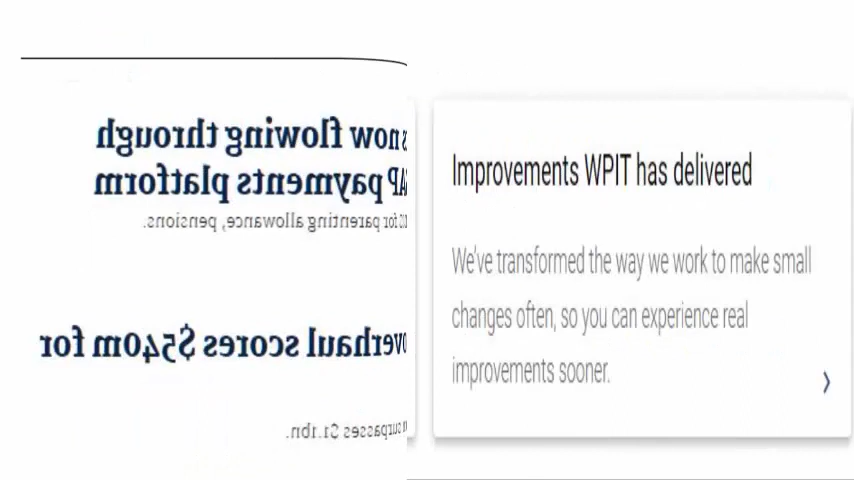 now flowing through
payments platform
for parenting allowance, pensions.
overhaul scores $540m for
surpasses $1.1bn.
Improvements WPIT has delivered
We've transformed the way we work to make small
changes often, so you can experience real
improvements sooner.